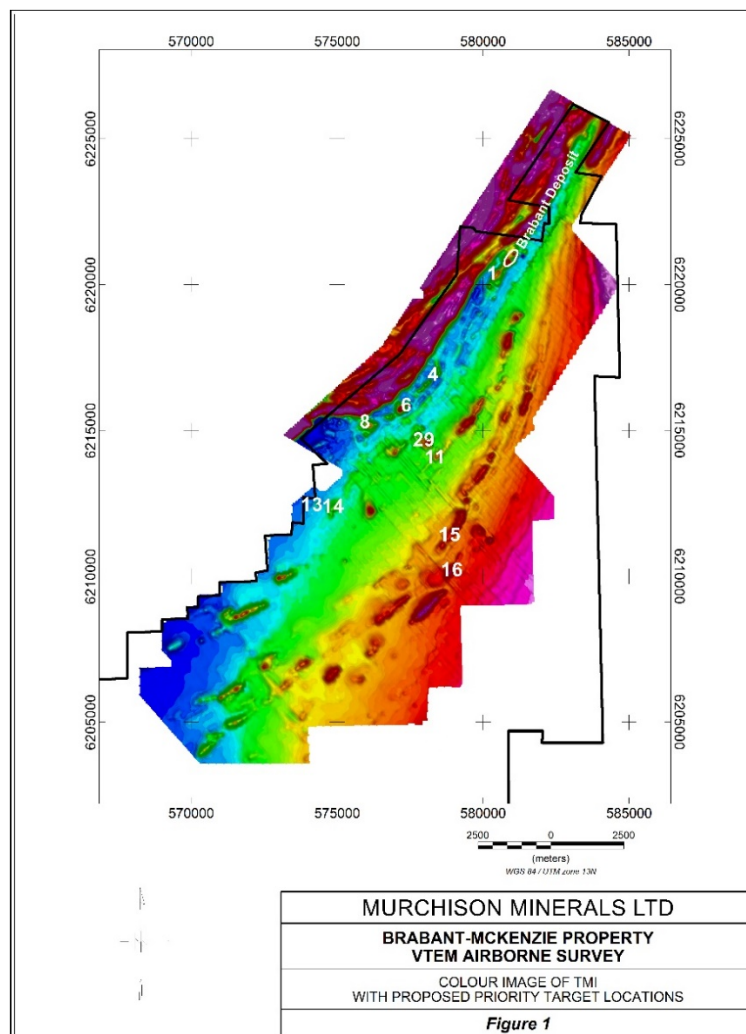 570000 575000 580000 585000
6225000 6225000
Brabant Deposit
1
6220000 6220000
4
6
8
6215000 6215000
29
11
13 14
15
16
6210000 6210000
6205000 6205000
570000 575000 580000 585000
2500 0 2500
(meters)
WGS 84 / UTM zone 13N
MURCHISON MINERALS LTD
BRABANT-MCKENZIE PROPERTY
VTEM AIRBORNE SURVEY
COLOUR IMAGE OF TMI
WITH PROPOSED PRIORITY TARGET LOCATIONS
Figure 1